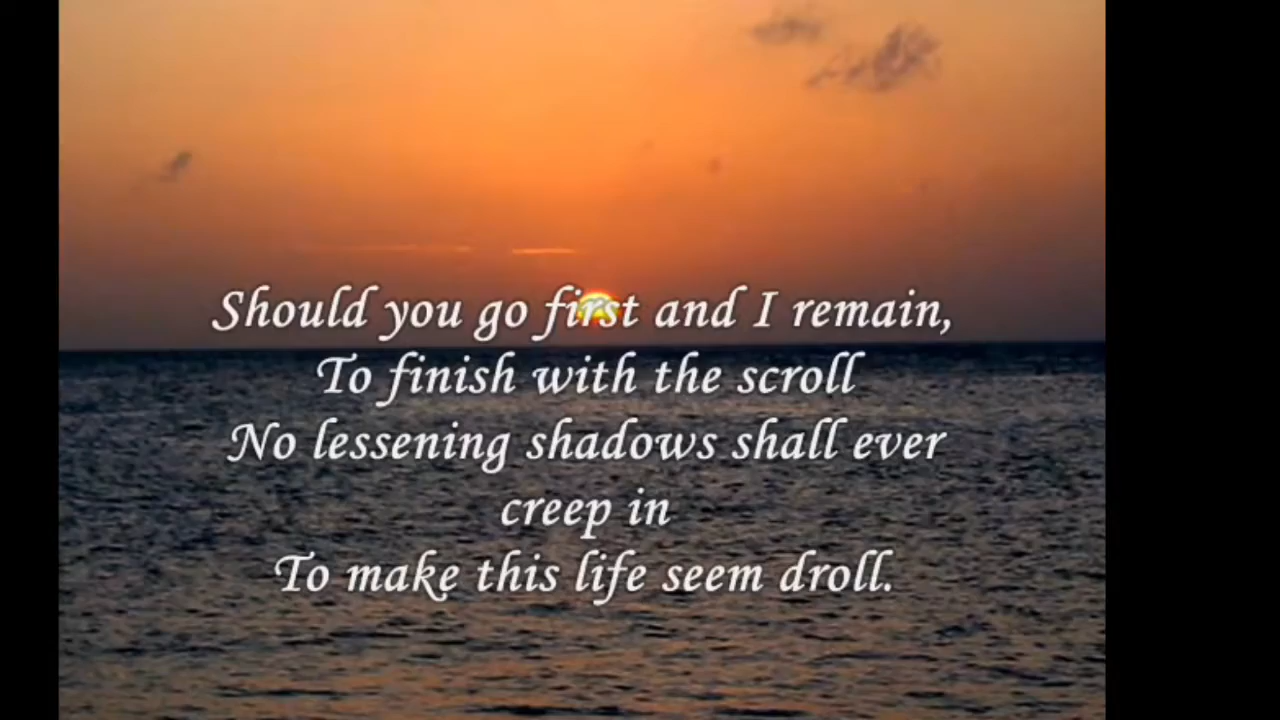 Should you go first and I remain,
To finish with the scroll
No lessening shadows shall ever
creep in
To make this life seem droll.